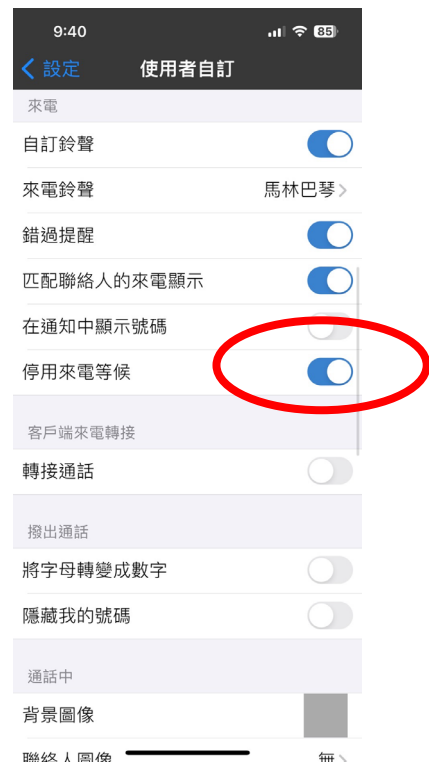 9:40
85
設定
使用者自訂
來電
自訂鈴聲
來電鈴聲 馬林巴琴
錯過提醒
匹配聯絡人的來電顯示
在通知中顯示號碼
停用來電等候
客戶端來電轉接
轉接通話
撥出通話
將字母轉變成數字
隱藏我的號碼
通話中
背景圖像
聯絡人圖像 無